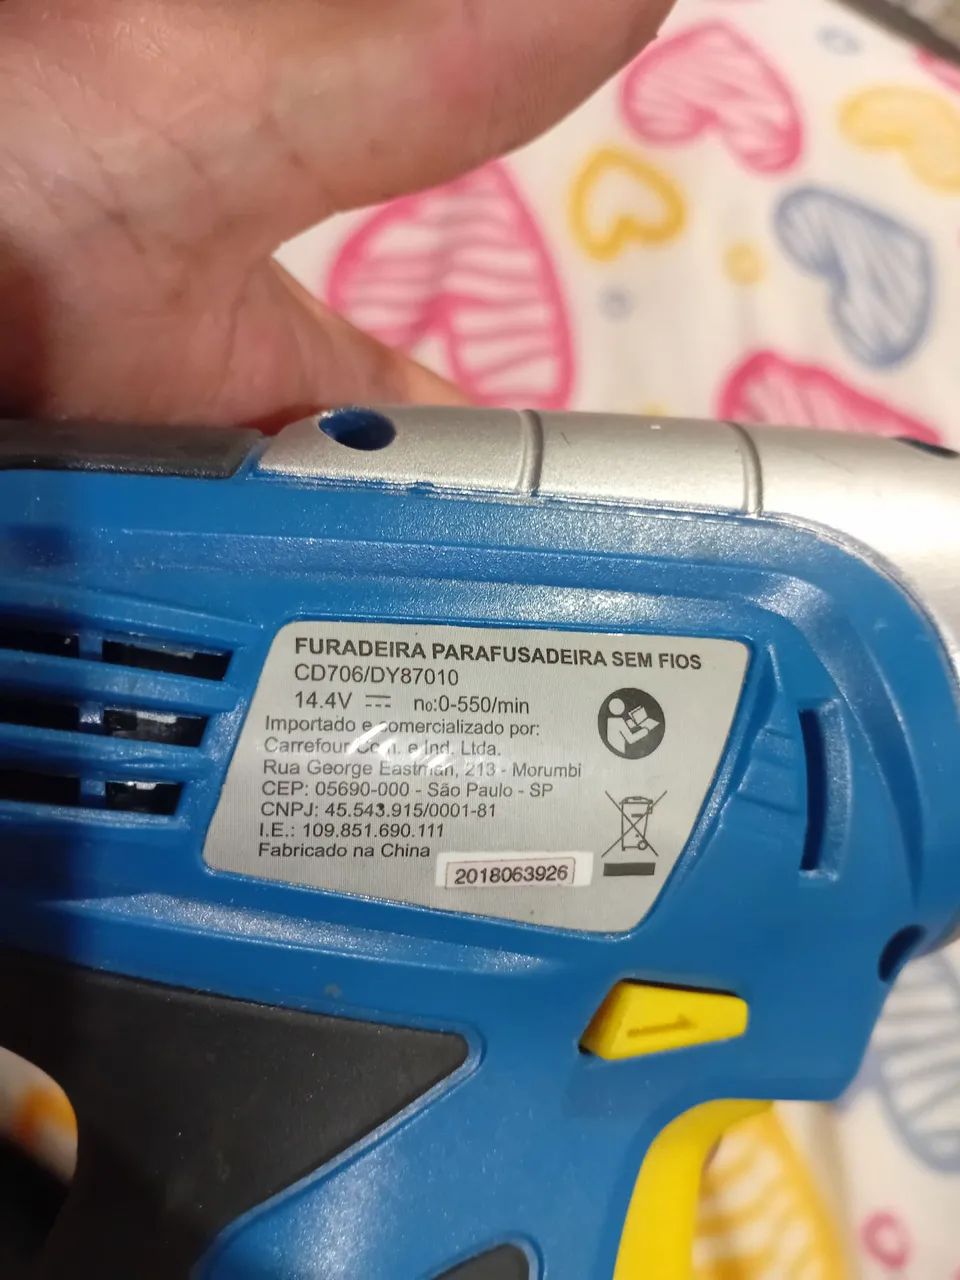 FURADEIRA PARAFUSADEIRA SEM FIOS
CD706/DY87010
14.4V n₀:0-550/min
Importado e comercializado por:
Carrefour Com. e Ind. Ltda.
Rua George Eastman, 213 - Morumbi
CEP: 05690-000 - São Paulo - SP
CNPJ: 45.543.915/0001-81
I.E.: 109.851.690.111
Fabricado na China
2018063926